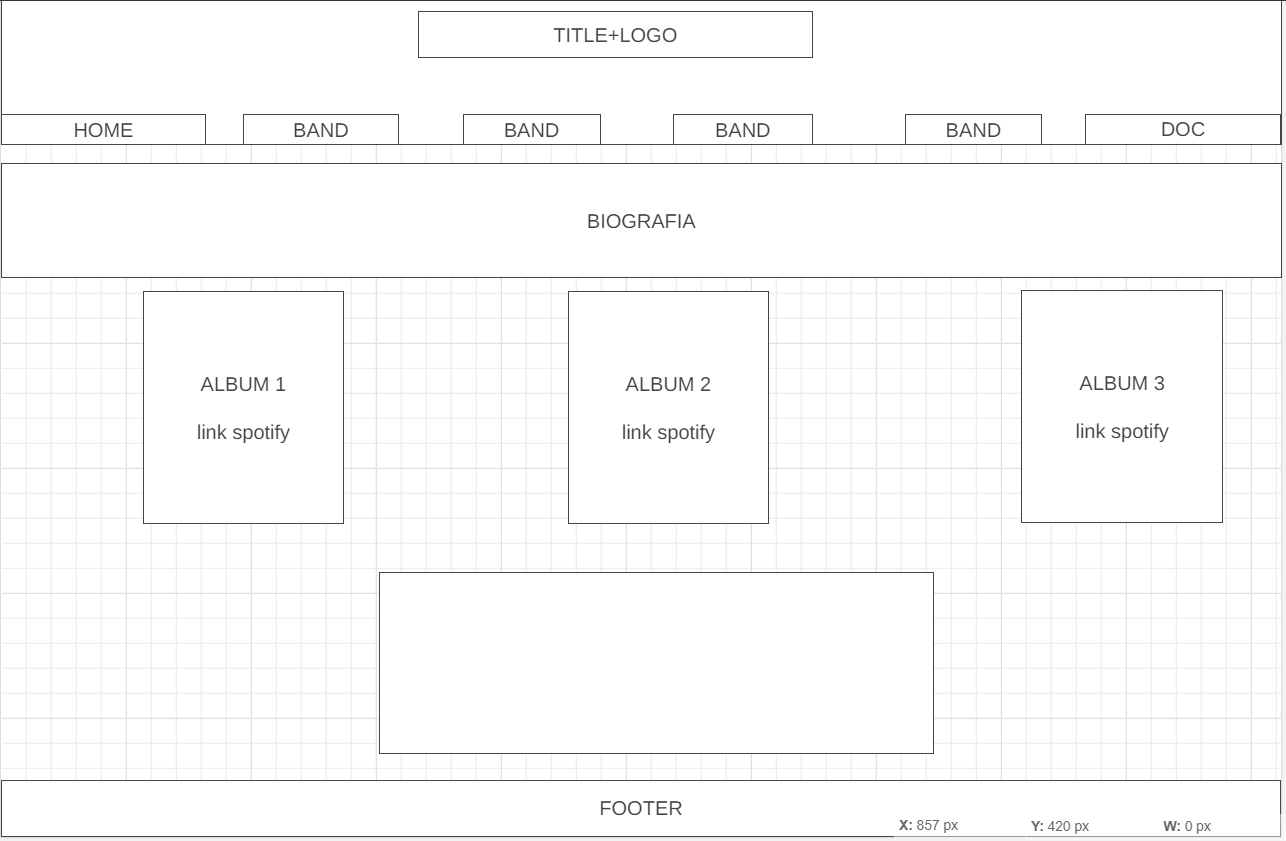 TITLE+LOGO
HOME BAND BAND BAND BAND DOC
BIOGRAFIA
ALBUM 1 ALBUM 2 ALBUM 3
link spotify link spotify link spotify
FOOTER
X: 857 px Y: 420 px W: 0 px